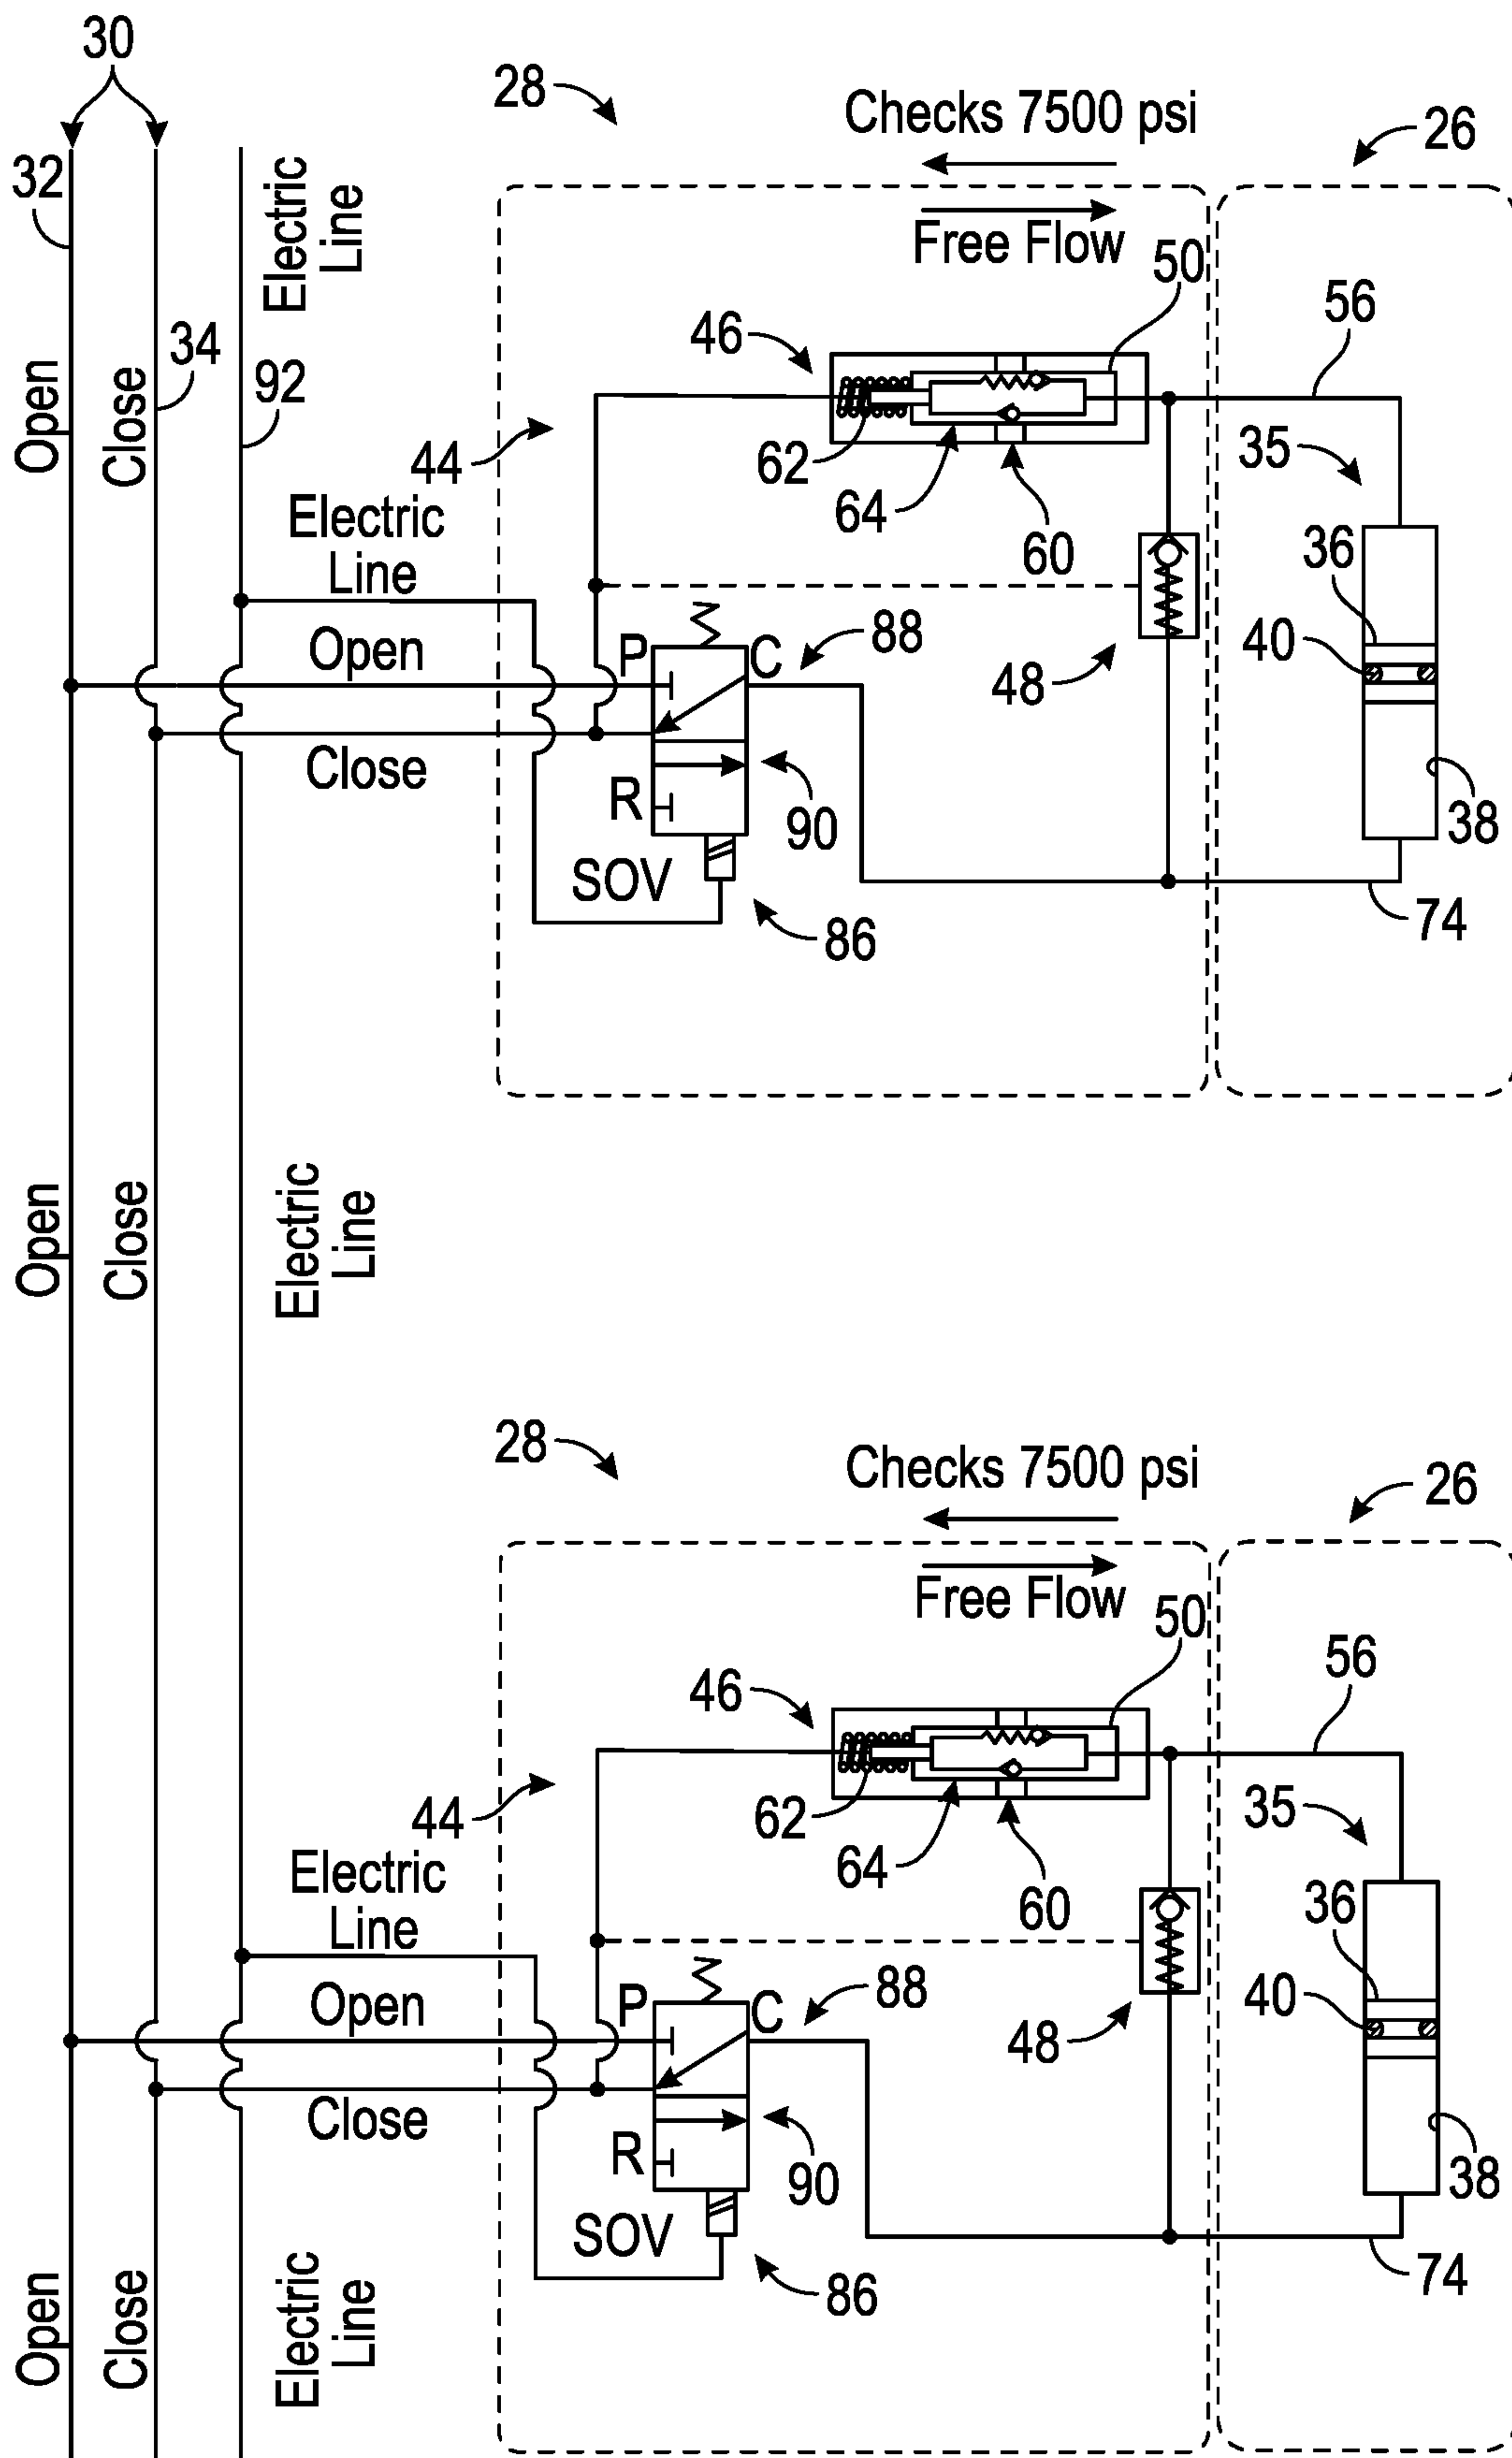 30
28
Checks 7500 psi
26
32
Electric
Line
Free Flow
50
56
34
46
92
Open
Close
44
62
35
64
Electric
Line
60
36
Open
P
C
88
40
48
Close
R
90
38
SOV
86
74
Open
Close
Electric
Line
28
Checks 7500 psi
26
Free Flow
50
56
46
44
62
35
64
Electric
Line
60
36
Open
P
C
88
40
48
Close
R
90
38
SOV
86
74
Open
Close
Electric
Line